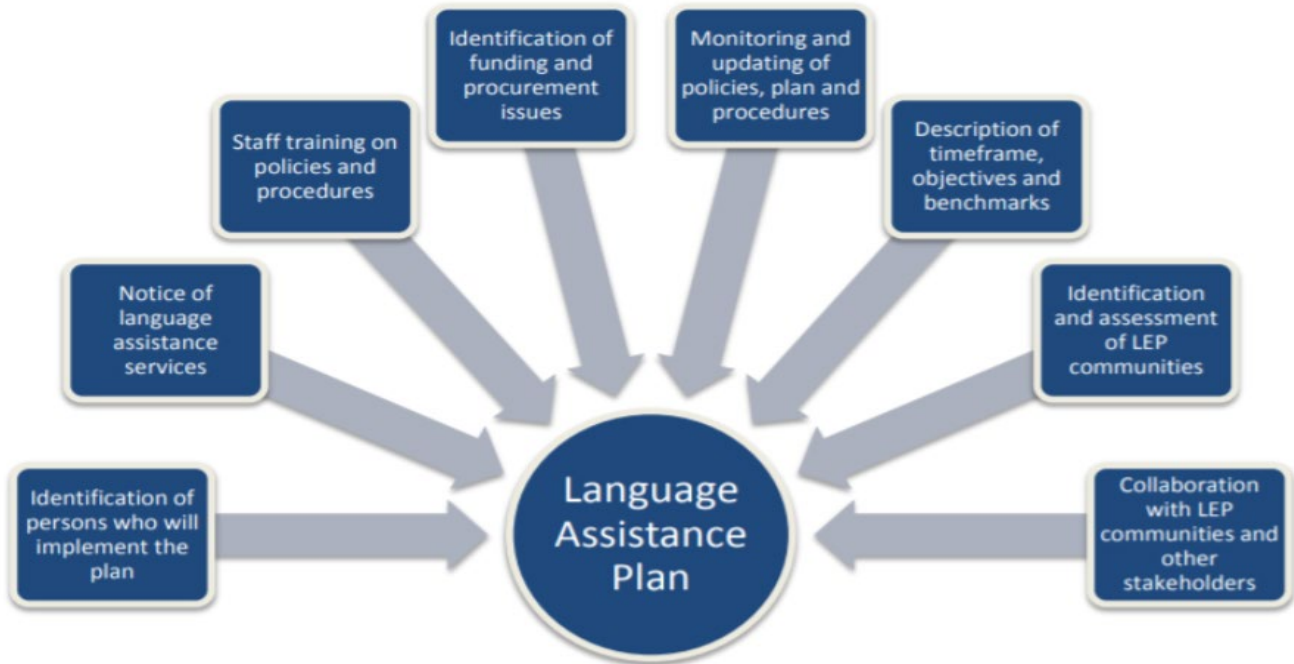 Identification of
funding and
procurement
issues
Monitoring and
updating of
policies, plan and
procedures
Staff training on
policies and
procedures
Description of
timeframe,
objectives and
benchmarks
Notice of
language
assistance
services
Identification
and assessment
of LEP
communities
Identification of
persons who will
implement the
plan
Language
Assistance
Plan
Collaboration
with LEP
communities and
other
stakeholders